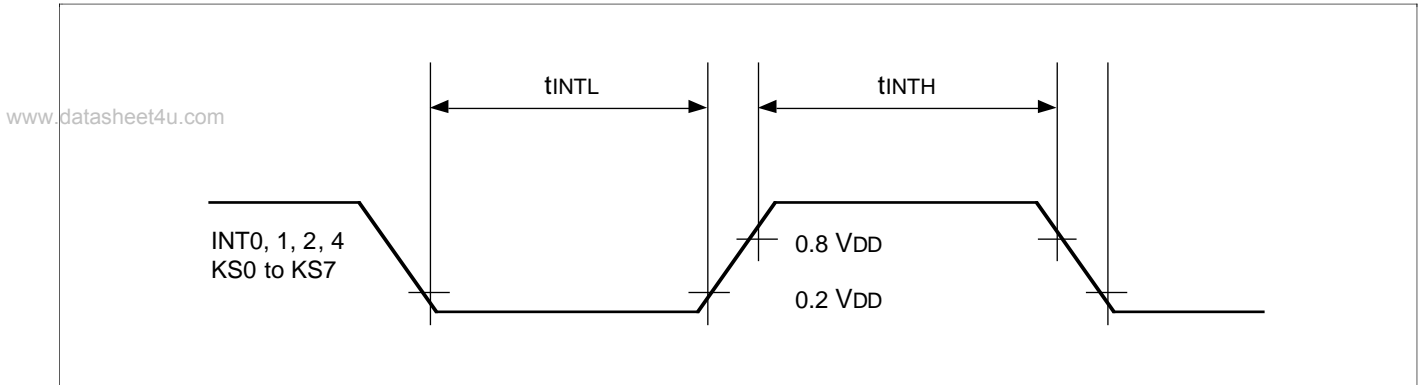 tINTL
tINTH
www.datasheet4u.com
INT0, 1, 2, 4
KS0 to KS7
0.8 VDD
0.2 VDD